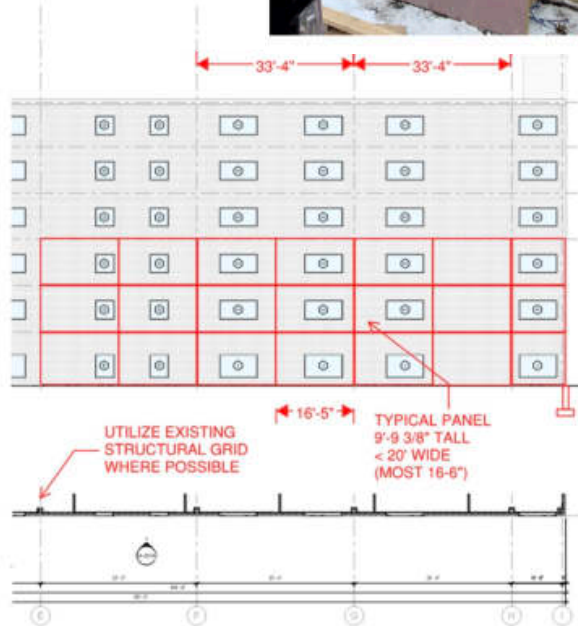 33'-4"
33'-4"
16'-5"
UTILIZE EXISTING
STRUCTURAL GRID
WHERE POSSIBLE
TYPICAL PANEL
9'-9 3/8" TALL
< 20' WIDE
(MOST 16-6")
E
F
G
H
I